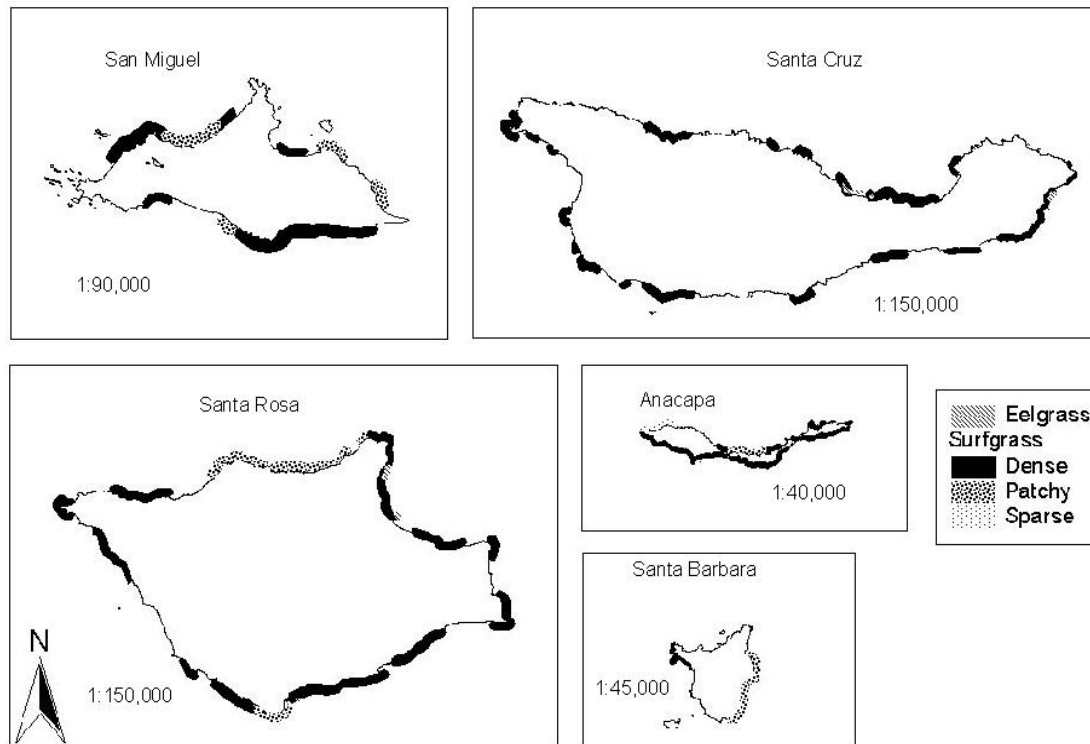 San Miguel
1:90,000
Santa Cruz
1:150,000
Santa Rosa
1:150,000
N
Anacapa
1:40,000
Santa Barbara
1:45,000
Eelgrass
Surfgrass
Dense
Patchy
Sparse